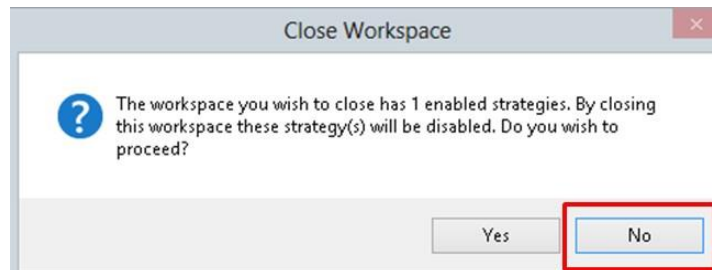 Close Workspace
The workspace you wish to close has 1 enabled strategies. By closing
this workspace these strategy(s) will be disabled. Do you wish to
proceed?
Yes
No